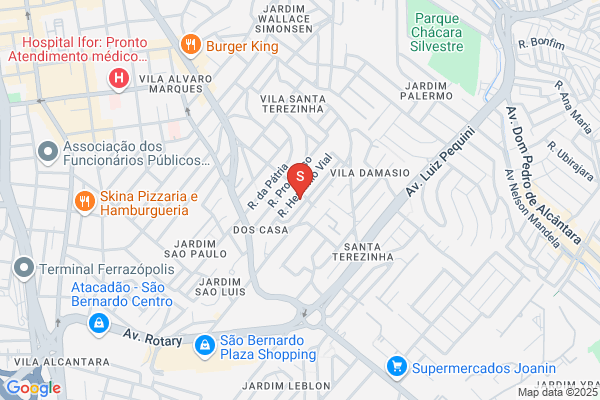 JARDIM
WALLACE
SIMONSEN
Parque
Chácara
Silvestre
Hospital Ifor: Pronto
Atendimento médico...
H
Burger King
R. Bonfim
VILA ALVARO
MARQUES
JARDIM
PALERMO
R. Ana Maria
VILA SANTA
TEREZINHA
Av. Dom Pedro de Alcântara
R. Ubirajara
Associação dos
Funcionários Públicos...
S
R. da Pátria
VILA DAMASIO
Av. Luiz Pequini
Av Nelson Mandela
Skina Pizzaria e
Hamburgueria
DOS CASA
JARDIM
SAO PAULO
SANTA
TEREZINHA
Terminal Ferrazópolis
JARDIM
SAO LUIS
Atacadão - São
Bernardo Centro
Av. Rotary
São Bernardo
Plaza Shopping
VILA ALCANTARA
Supermercados Joanin
JARDIM LEBLON
JARDIM YRA
Google
Map data ©2025